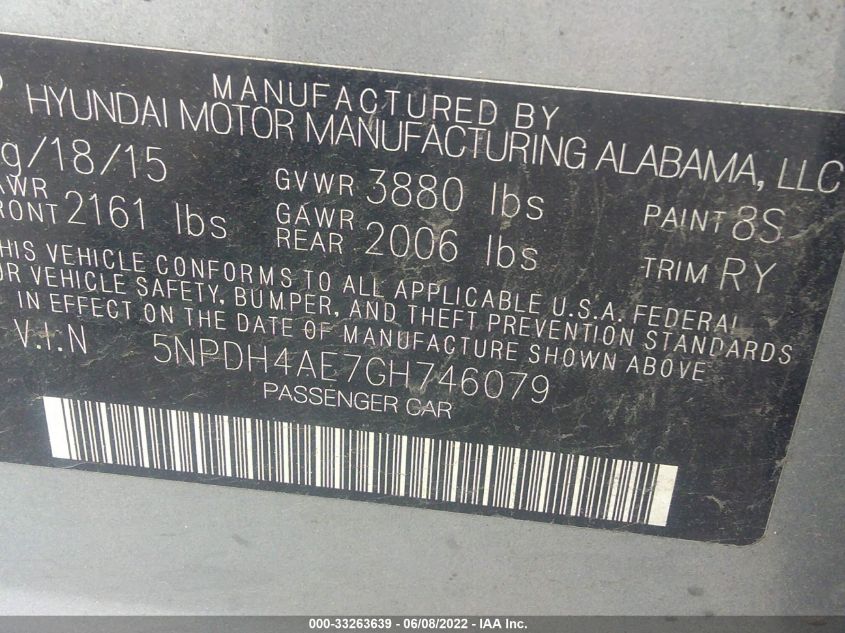 MANUFACTURED BY
HYUNDAI MOTOR MANUFACTURING ALABAMA, LLC
/18/15 GVWR 3880 lbs PAINT 8S
2161 lbs GAWR REAR 2006 lbs TRIM RY
HIS VEHICLE CONFORMS TO ALL APPLICABLE U.S.A. FEDERAL
OR VEHICLE SAFETY, BUMPER, AND THEFT PREVENTION STANDARDS
IN EFFECT ON THE DATE OF MANUFACTURE SHOWN ABOVE.
V.I.N 5NPDH4AE7GH746079
PASSENGER CAR
000-33263639 - 06/08/2022 - IAA Inc.